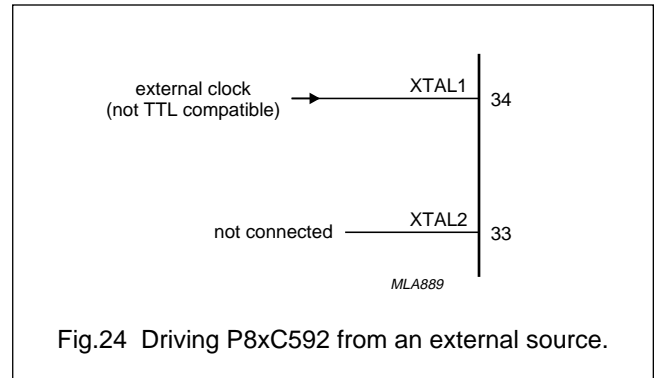 external clock
(not TTL compatible)
XTAL1
34
not connected
XTAL2
33
MLA889
Fig.24 Driving P8xC592 from an external source.